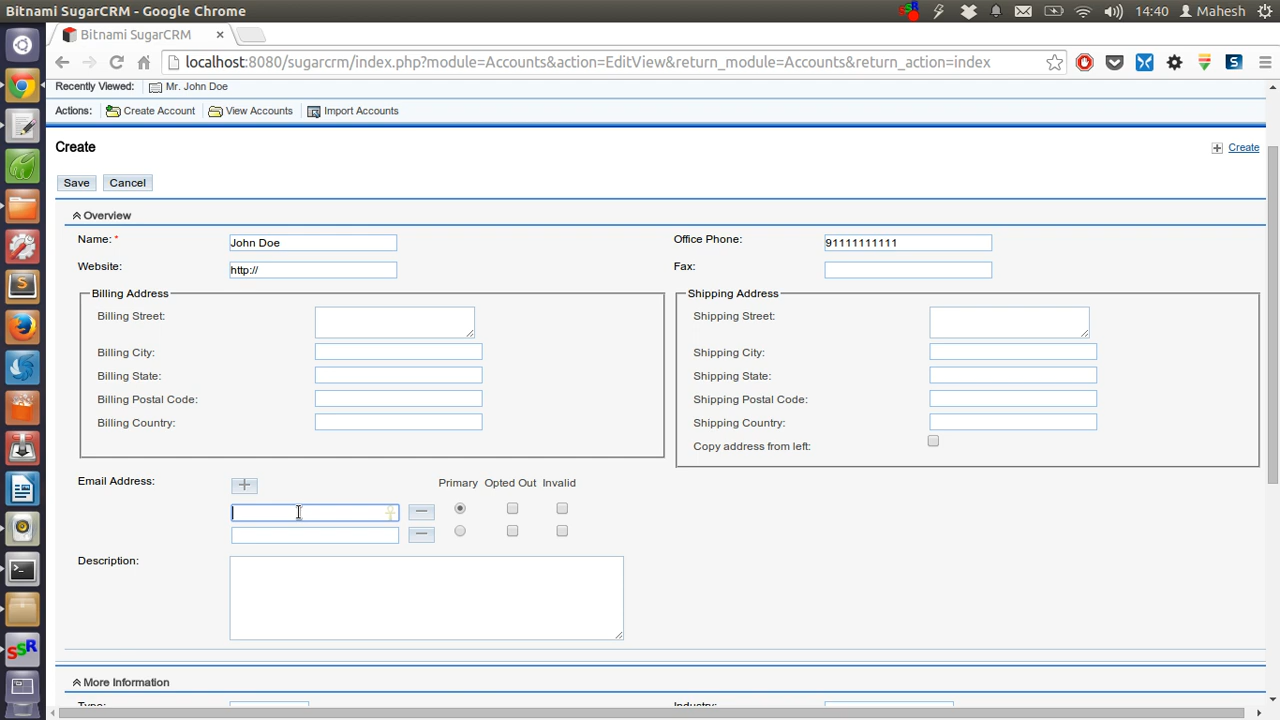 Bitnami SugarCRM - Google Chrome
14:40 Mahesh
Bitnami SugarCRM
localhost:8080/sugarcrm/index.php?module=Accounts&action=EditView&return_module=Accounts&return_action=index
Recently Viewed: Mr. John Doe
Actions: Create Account View Accounts Import Accounts
Create
Create
Save Cancel
Overview
Name: * John Doe Office Phone: 91111111111
Website: http:// Fax:
Billing Address Shipping Address
Billing Street: Shipping Street:
Billing City: Shipping City:
Billing State: Shipping State:
Billing Postal Code: Shipping Postal Code:
Billing Country: Shipping Country:
Copy address from left:
Email Address: Primary Opted Out Invalid
Description:
More Information
Type: Industry: